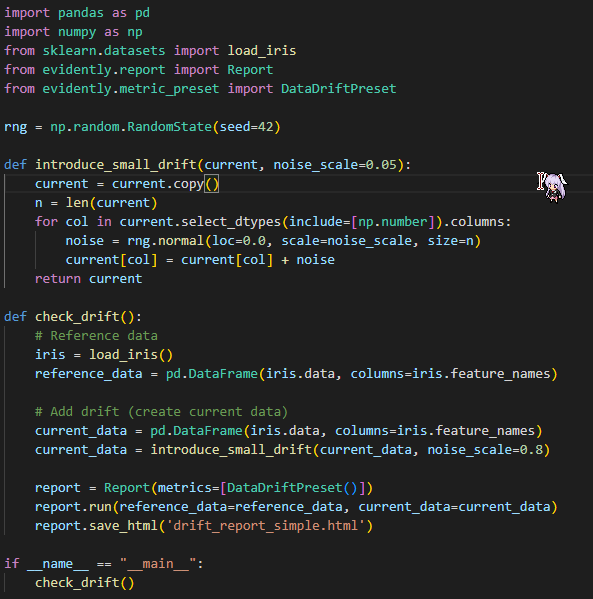 import pandas as pd
import numpy as np
from sklearn.datasets import load_iris
from evidently.report import Report
from evidently.metric_preset import DataDriftPreset

rng = np.random.RandomState(seed=42)

def introduce_small_drift(current, noise_scale=0.05):
    current = current.copy()
    n = len(current)
    for col in current.select_dtypes(include=[np.number]).columns:
        noise = rng.normal(loc=0.0, scale=noise_scale, size=n)
        current[col] = current[col] + noise
    return current

def check_drift():
    # Reference data
    iris = load_iris()
    reference_data = pd.DataFrame(iris.data, columns=iris.feature_names)

    # Add drift (create current data)
    current_data = pd.DataFrame(iris.data, columns=iris.feature_names)
    current_data = introduce_small_drift(current_data, noise_scale=0.8)

    report = Report(metrics=[DataDriftPreset()])
    report.run(reference_data=reference_data, current_data=current_data)
    report.save_html('drift_report_simple.html')

if __name__ == "__main__":
    check_drift()